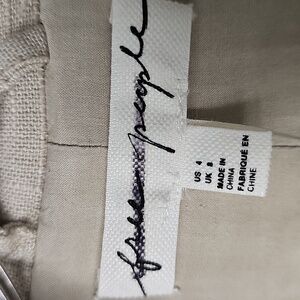 free people
US 4
UK 8
MADE IN
CHINA
FABRIQUÉ EN
CHINE